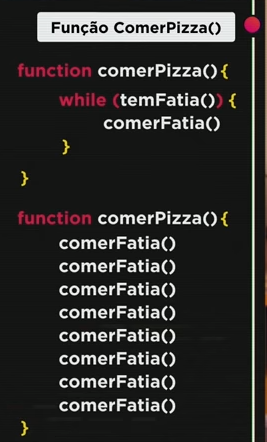 Função ComerPizza()
function comerPizza(){
while (temFatia()) {
comerFatia()
}
}
function comerPizza(){
comerFatia()
comerFatia()
comerFatia()
comerFatia()
comerFatia()
comerFatia()
comerFatia()
comerFatia()
}